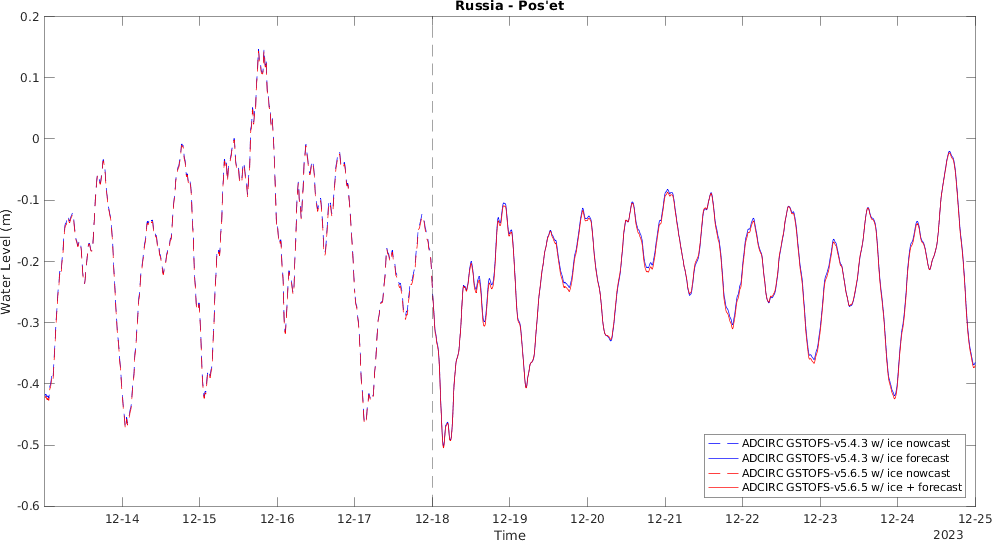 Russia - Pos'et
0.2
0.1
0
-0.1
-0.2
-0.3
-0.4
-0.5
-0.6
Water Level (m)
12-14 12-15 12-16 12-17 12-18 12-19 12-20 12-21 12-22 12-23 12-24 12-25
Time
2023
ADCIRC GSTOFS-v5.4.3 w/ ice nowcast
ADCIRC GSTOFS-v5.4.3 w/ ice forecast
ADCIRC GSTOFS-v5.6.5 w/ ice nowcast
ADCIRC GSTOFS-v5.6.5 w/ ice + forecast